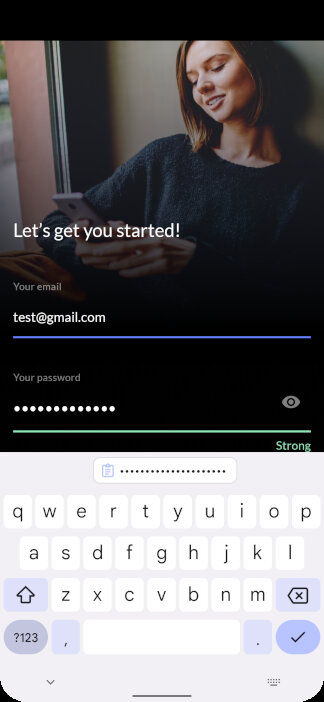 Let's get you started!
Your email
test@gmail.com
Your password
•••••••••••••
Strong
••••••••••••••••••••••
q w e r t y u i o p
a s d f g h j k l
z x c v b n m
?123 , .